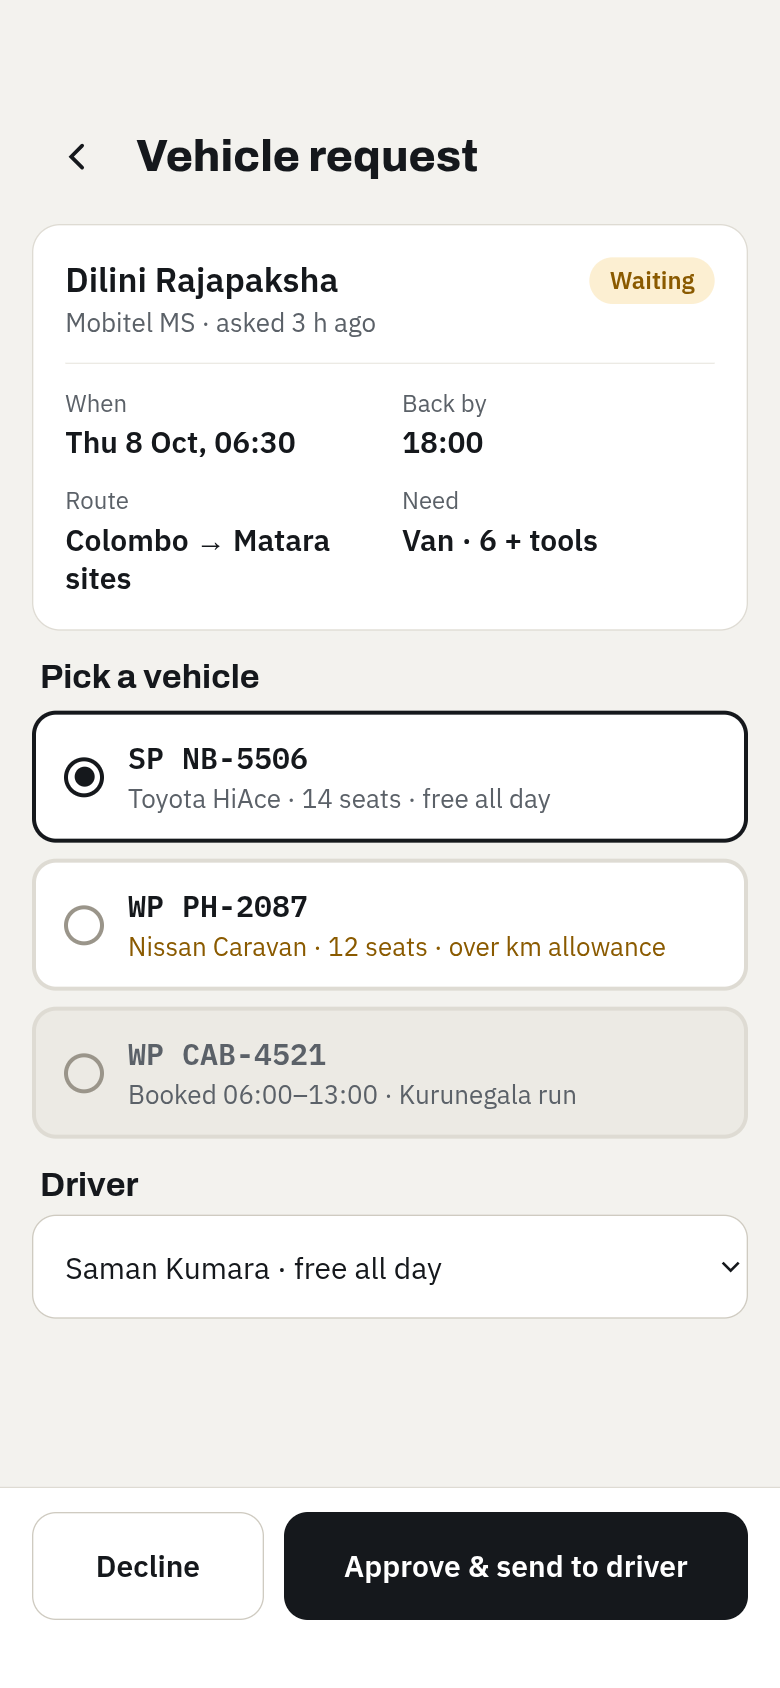 Vehicle request
Dilini Rajapaksha
Waiting
Mobitel MS · asked 3 h ago
When
Back by
Thu 8 Oct, 06:30
18:00
Route
Need
Colombo → Matara
Van · 6 + tools
sites
Pick a vehicle
SP NB-5506
Toyota HiAce · 14 seats · free all day
WP PH-2087
Nissan Caravan · 12 seats · over km allowance
WP CAB-4521
Booked 06:00–13:00 · Kurunegala run
Driver
Saman Kumara · free all day
Decline
Approve & send to driver